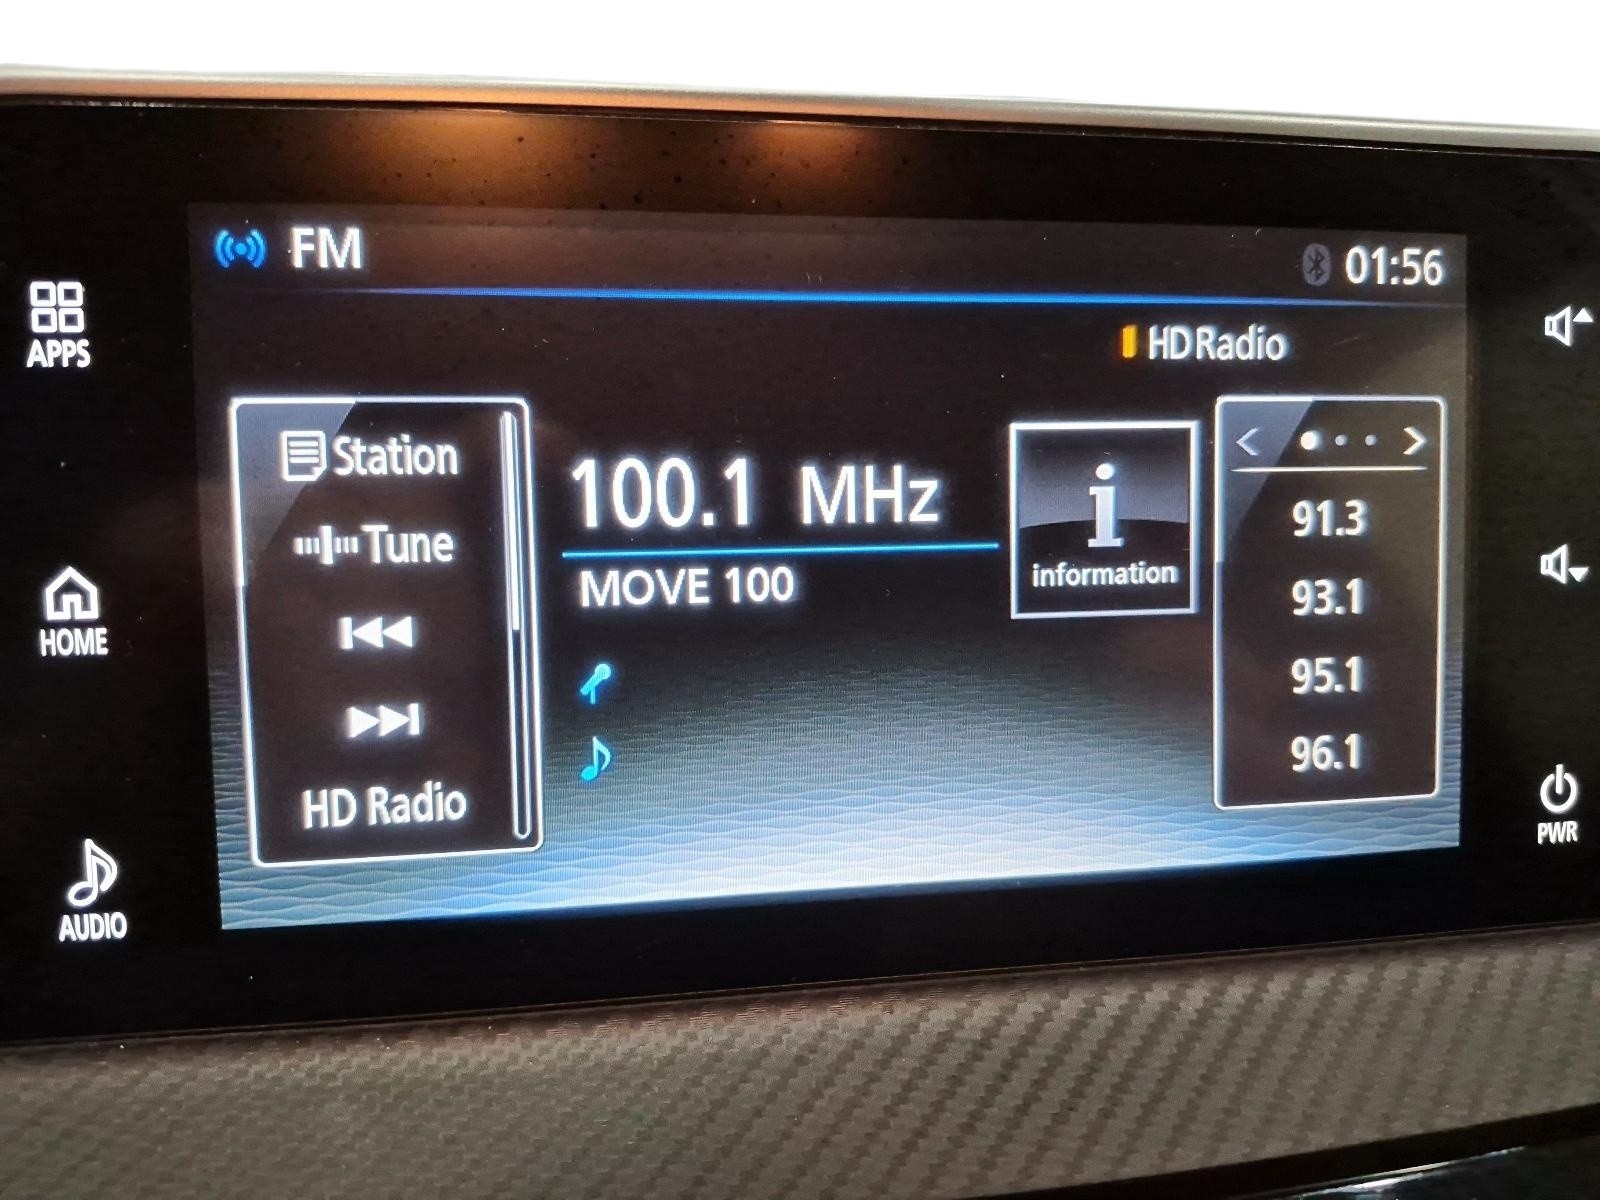 FM
01:56
HD Radio
APPS
HOME
AUDIO
Station
Tune
HD Radio
100.1 MHz
MOVE 100
i
information
91.3
93.1
95.1
96.1
PWR